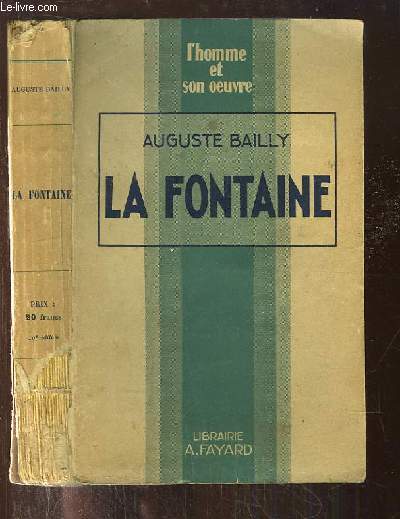 AUGUSTE BAILLY
LA FONTAINE
PRIX :
20 francs
l'homme
et
son oeuvre
AUGUSTE BAILLY
LA FONTAINE
LIBRAIRIE
A.FAYARD
le-livre.com